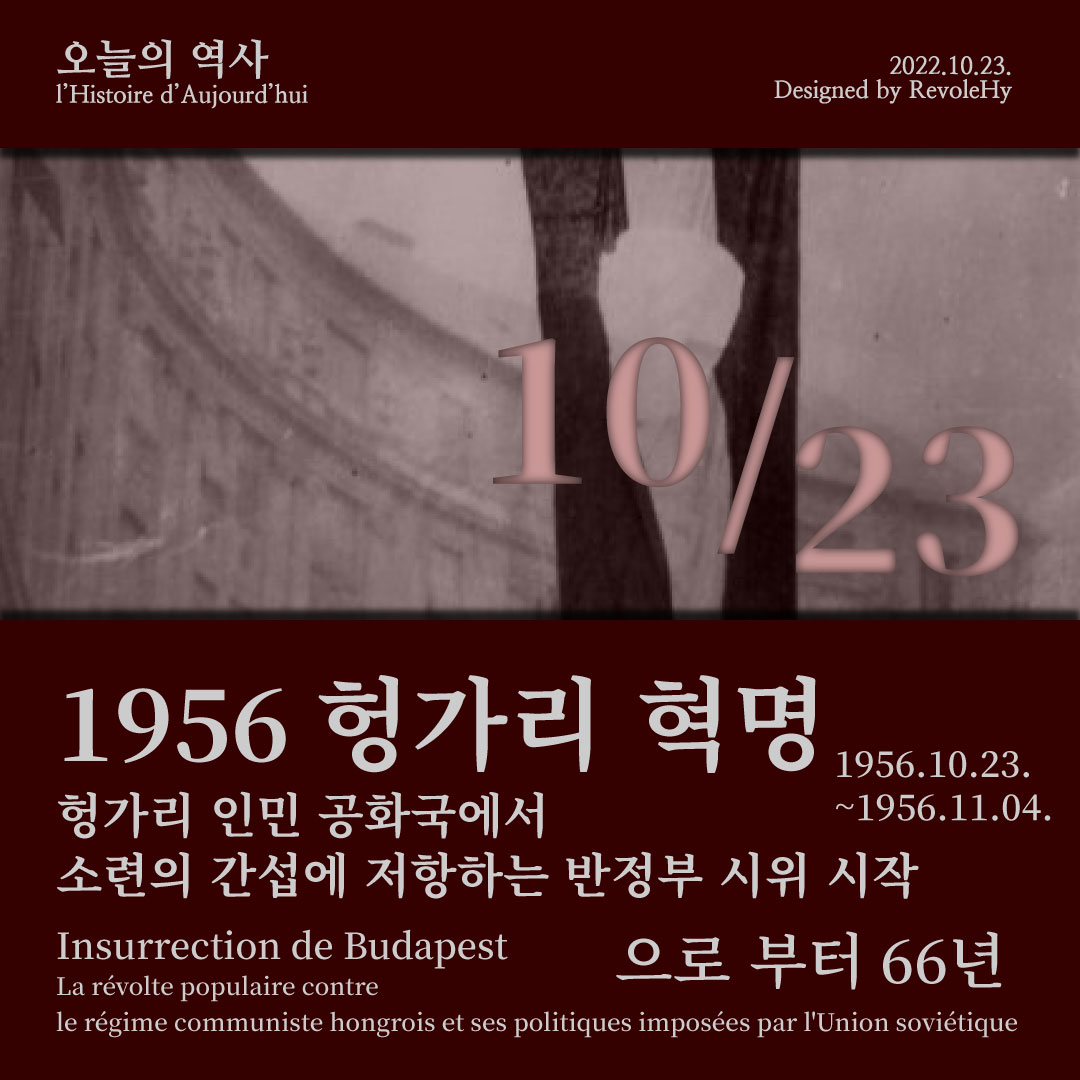 오늘의 역사
l’Histoire d’Aujourd’hui
2022.10.23.
Designed by RevoleHy
10/23
1956 헝가리 혁명
1956.10.23.
~1956.11.04.
헝가리 인민 공화국에서
소련의 간섭에 저항하는 반정부 시위 시작
Insurrection de Budapest
La révolte populaire contre
le régime communiste hongrois et ses politiques imposées par l'Union soviétique
으로 부터 66년